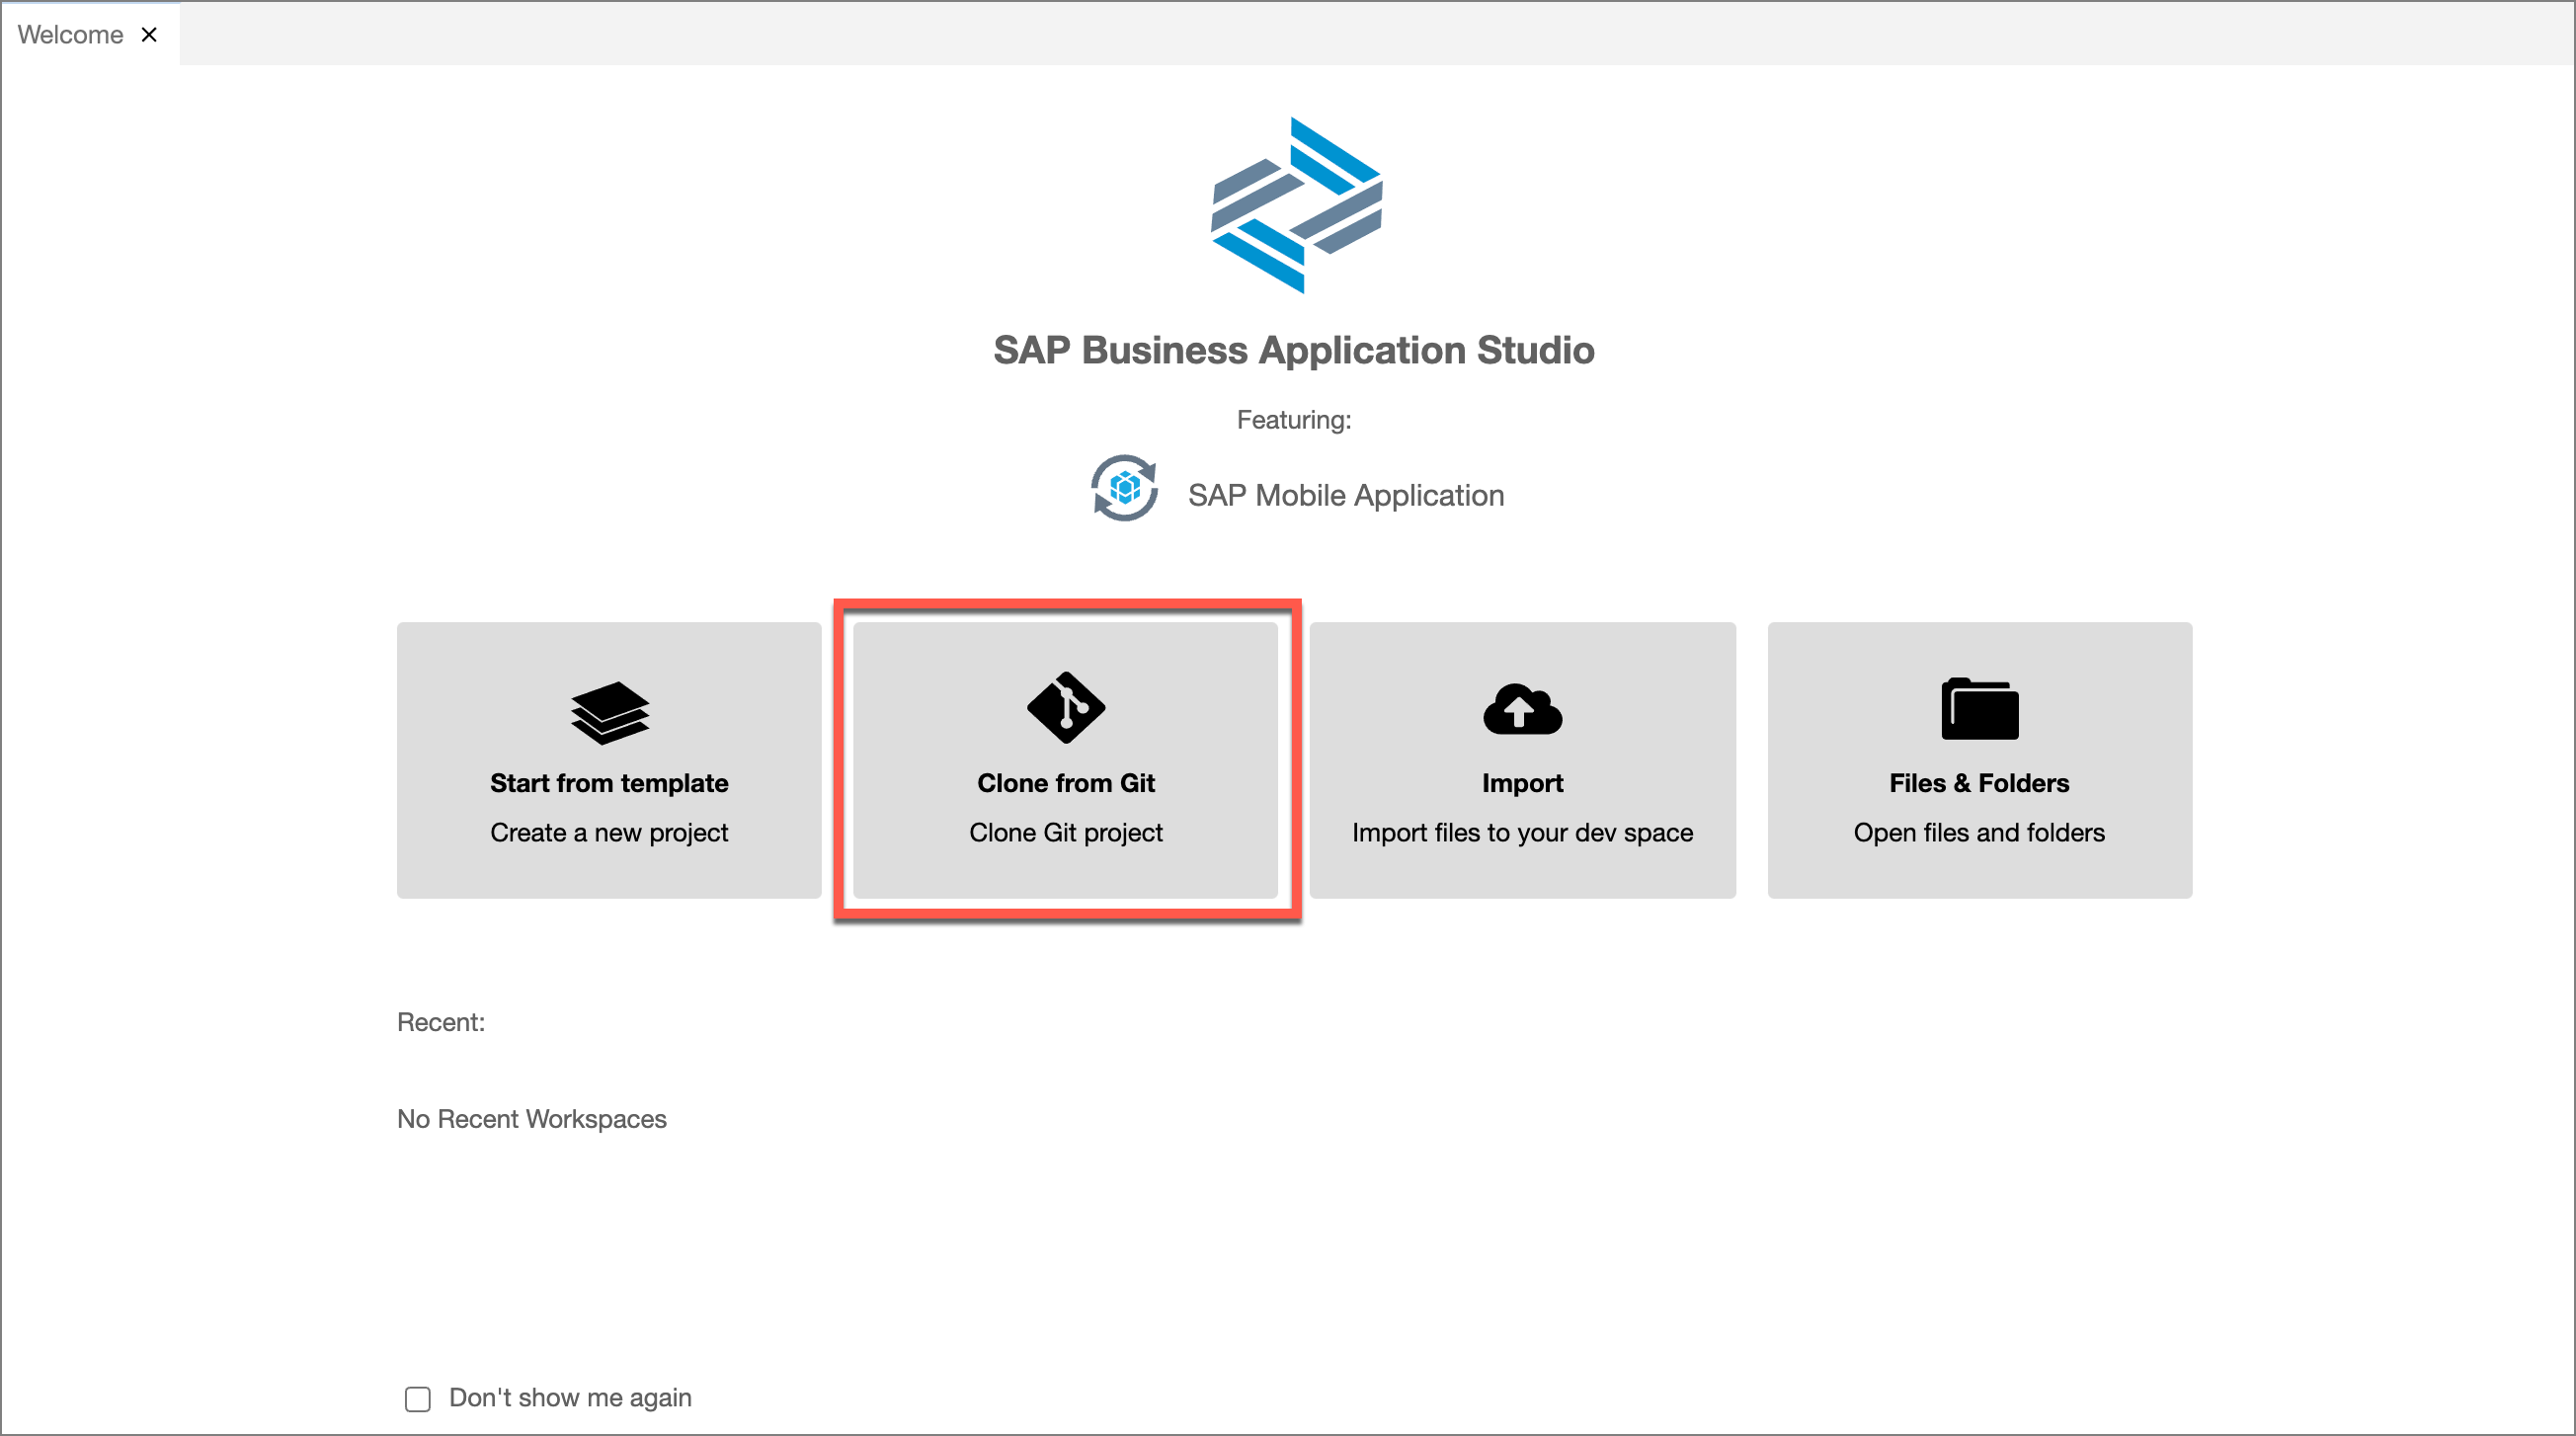 Welcome
SAP Business Application Studio
Featuring:
SAP Mobile Application
Start from template
Create a new project
Clone from Git
Clone Git project
Import
Import files to your dev space
Files & Folders
Open files and folders
Recent:
No Recent Workspaces
Don't show me again